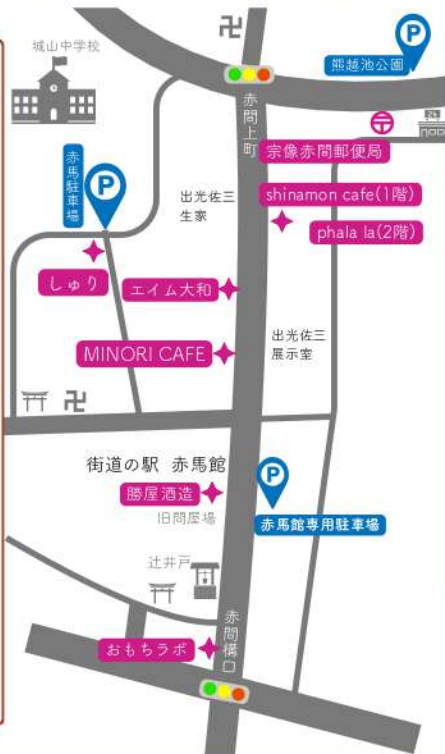 卍
城山中学校
P
熊越池公園
赤間上町
〒
宗像赤間郵便局
赤馬駐車場
P
出光佐三
生家
shinamon cafe(1階)
phala la(2階)
しゅり
エイム大和
MINORI CAFE
出光佐三
展示室
卍
街道の駅 赤馬館
勝屋酒造
旧問屋場
P
赤馬館専用駐車場
辻井戸
赤間構口
おもちラボ